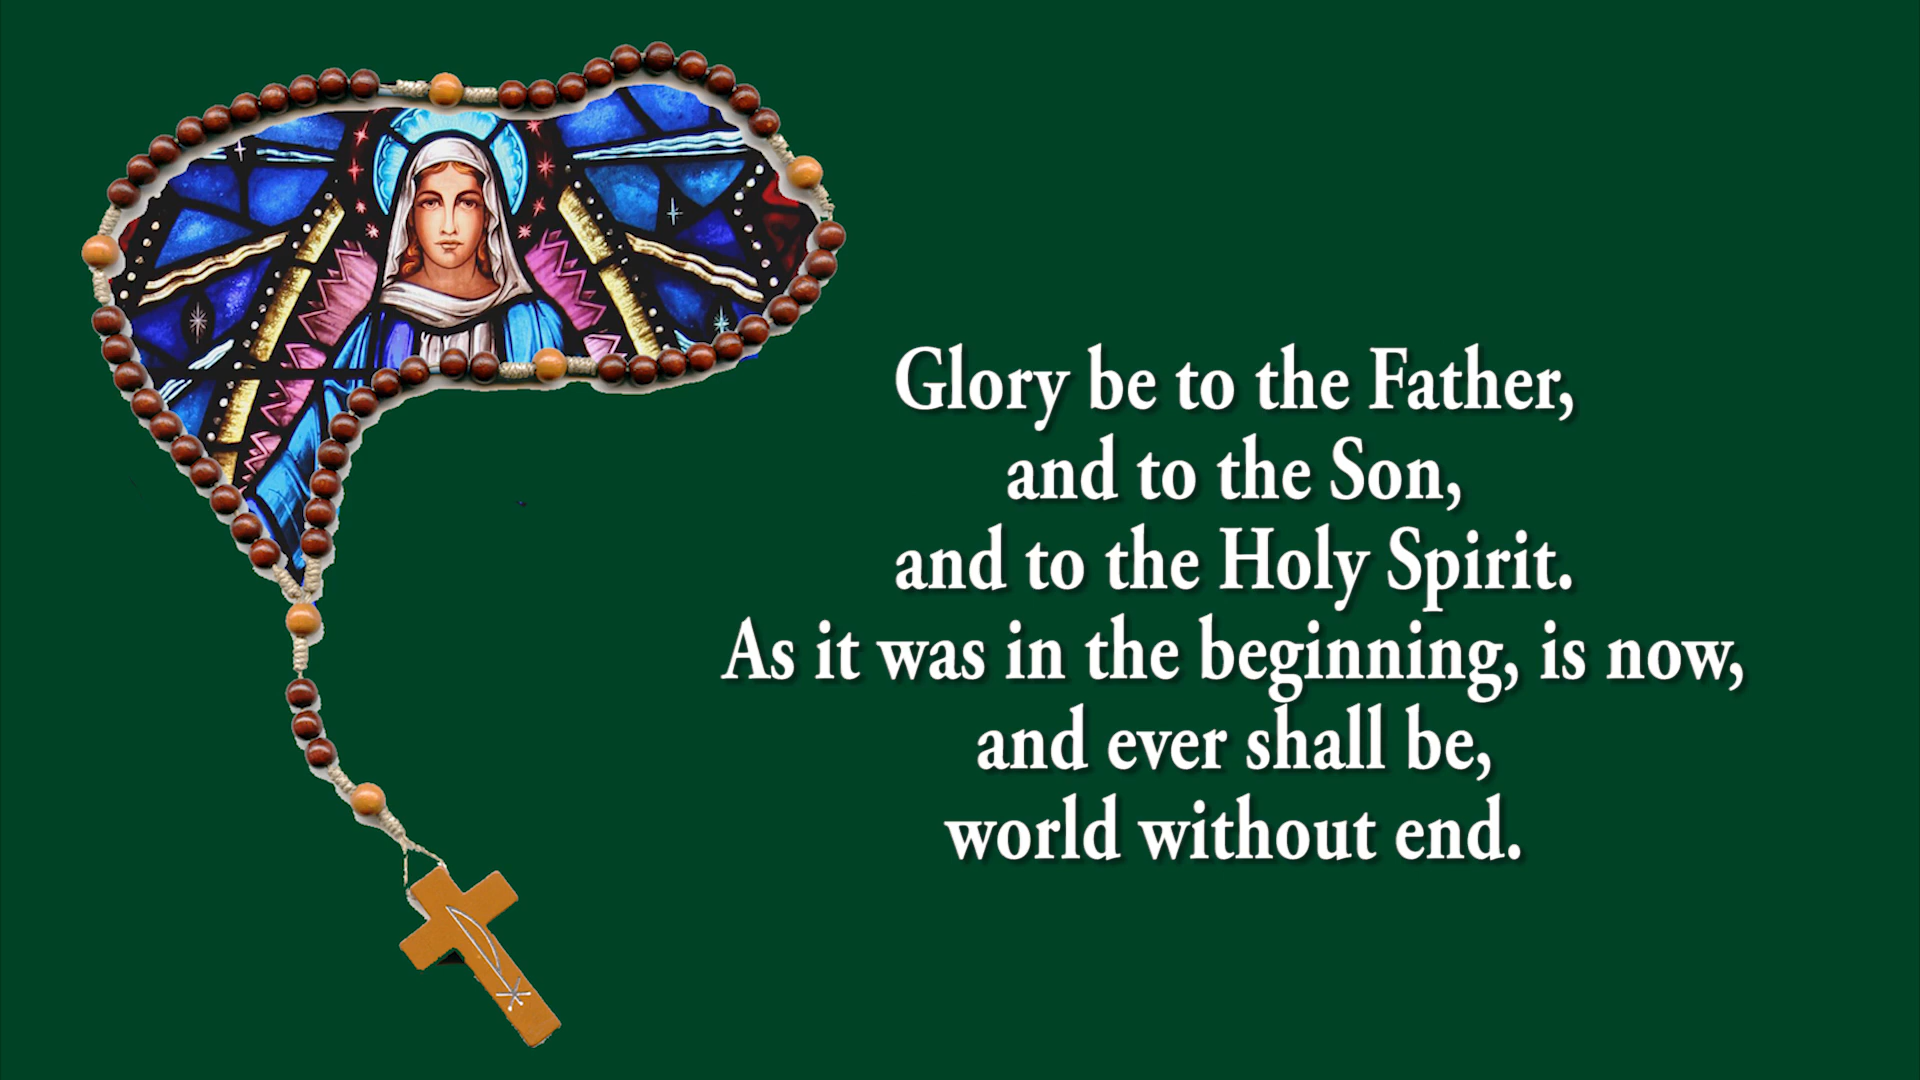 Glory be to the Father,
and to the Son,
and to the Holy Spirit.
As it was in the beginning, is now,
and ever shall be,
world without end.